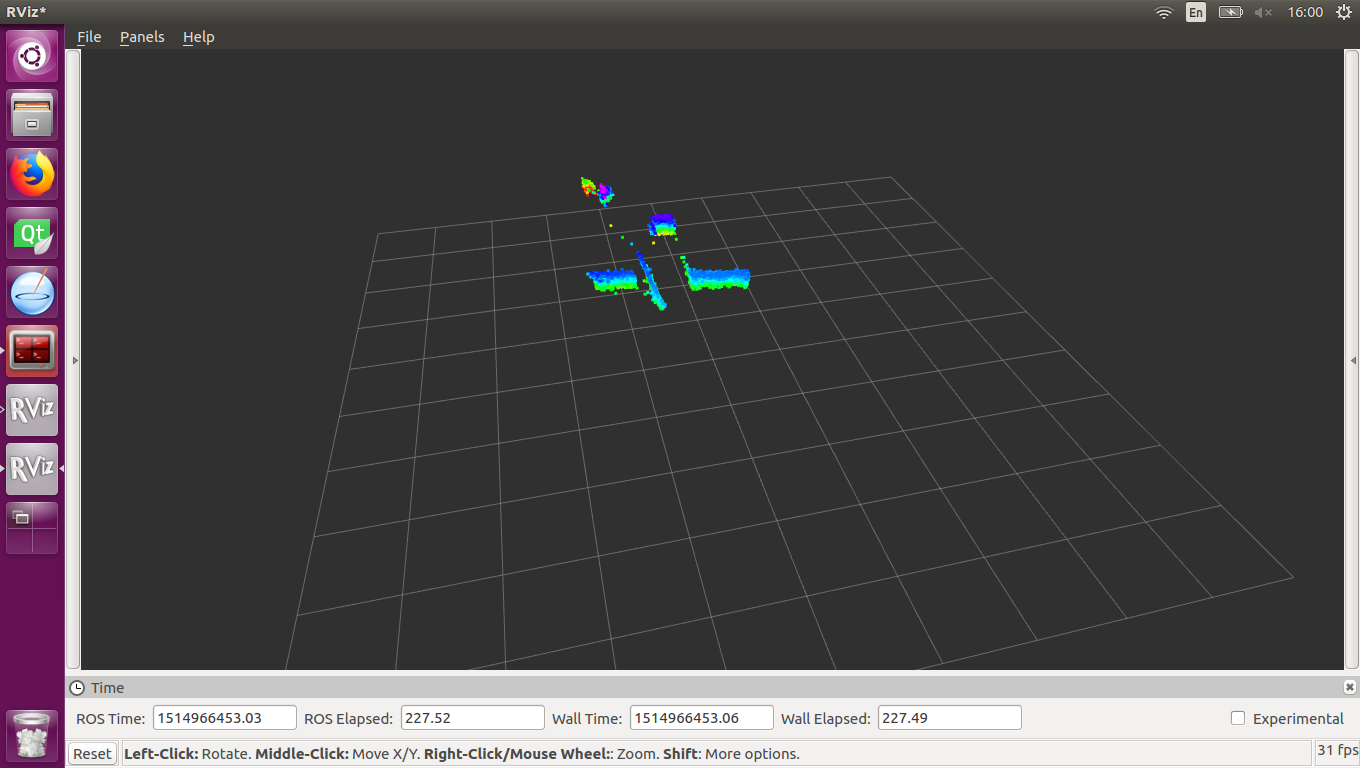 RViz*
En
16:00
File Panels Help
Qt
RViz
RViz
Time
ROS Time: 1514966453.03 ROS Elapsed: 227.52 Wall Time: 1514966453.06 Wall Elapsed: 227.49 Experimental
Reset Left-Click: Rotate. Middle-Click: Move X/Y. Right-Click/Mouse Wheel:: Zoom. Shift: More options. 31 fps